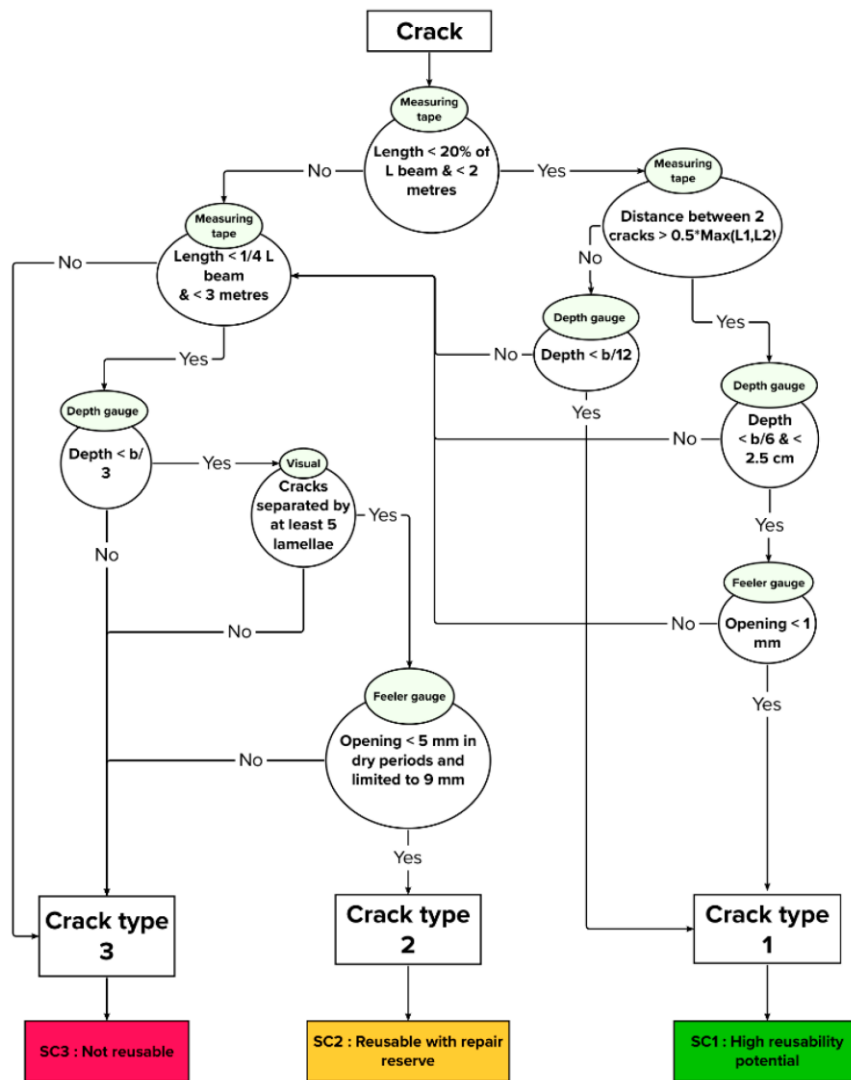 Crack
Measuring
tape
Length < 20% of
L beam & < 2
metres
No
Yes
Measuring
tape
Distance between 2
cracks > 0.5*Max(L1,L2)
Measuring
tape
Length < 1/4 L
beam
& < 3 metres
No
No
Yes
Yes
Depth gauge
Depth < b/12
No
Yes
Depth gauge
Depth
< b/6 & <
2.5 cm
No
Yes
Depth gauge
Depth < b/
3
Yes
No
Visual
Cracks
separated by
at least 5
lamellae
Yes
No
Feeler gauge
Opening < 1
mm
No
Yes
Feeler gauge
Opening < 5 mm in
dry periods and
limited to 9 mm
No
Yes
Crack type
3
Crack type
2
Crack type
1
SC3 : Not reusable
SC2 : Reusable with repair
reserve
SC1 : High reusability
potential